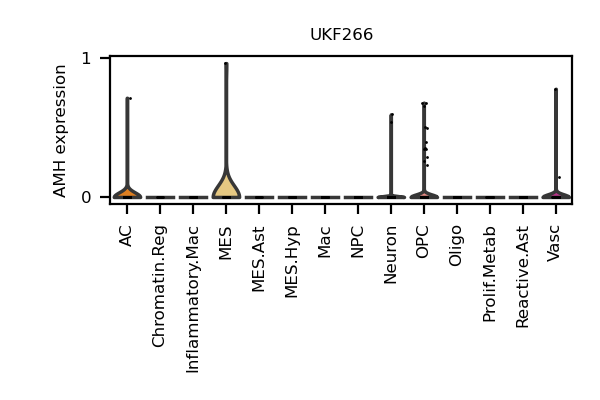 UKF266
AMH expression
1
0
AC
Chromatin.Reg
Inflammatory.Mac
MES
MES.Ast
MES.Hyp
Mac
NPC
Neuron
OPC
Oligo
Prolif.Metab
Reactive.Ast
Vasc